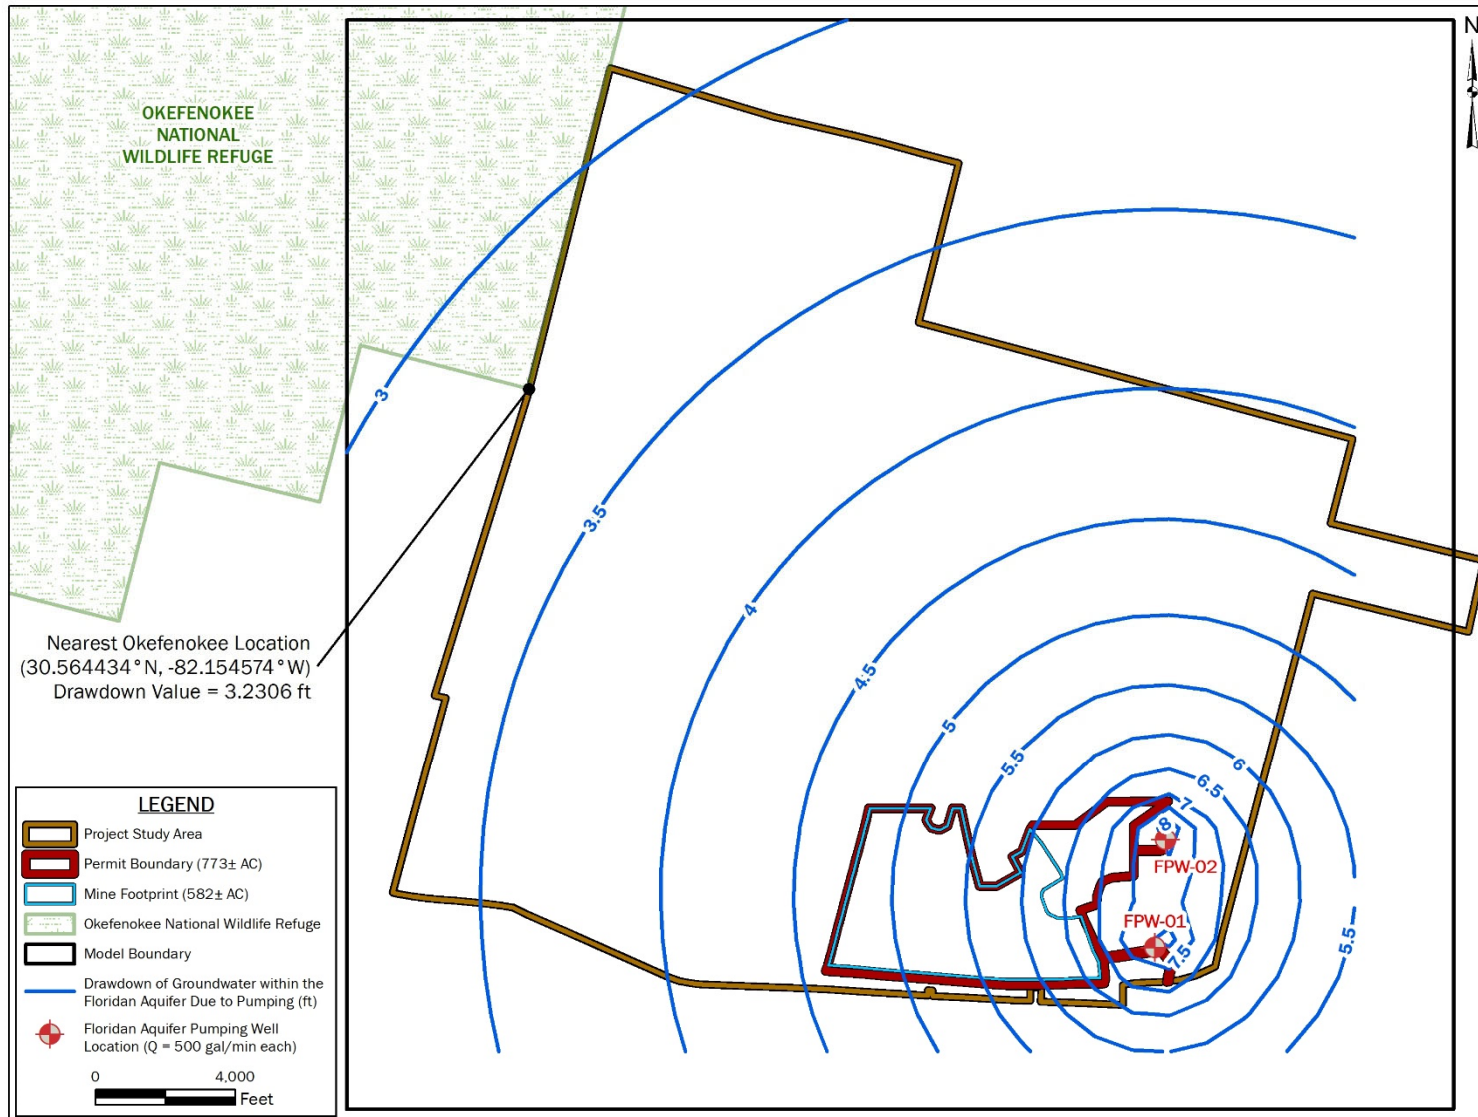 N
OKEFENOKEE
NATIONAL
WILDLIFE REFUGE
3
3.5
4
4.5
5
5.5
6
6.5
7
8
FPW-02
FPW-01
7.5
5.5
Nearest Okefenokee Location
(30.564434°N, -82.154574°W)
Drawdown Value = 3.2306 ft
LEGEND
Project Study Area
Permit Boundary (773± AC)
Mine Footprint (582± AC)
Okefenokee National Wildlife Refuge
Model Boundary
Drawdown of Groundwater within the
Floridan Aquifer Due to Pumping (ft)
Floridan Aquifer Pumping Well
Location (Q = 500 gal/min each)
0 4,000
Feet